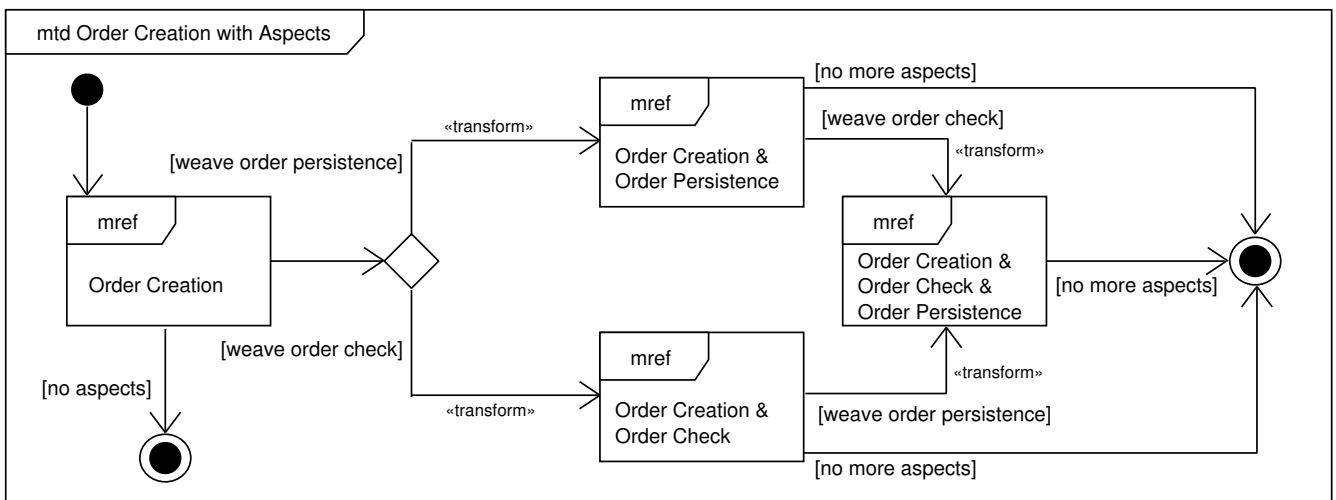 mtd Order Creation with Aspects
[no more aspects]
mref
[weave order check]
«transform»
«transform»
[weave order persistence]
Order Creation &
Order Persistence
mref
mref
Order Creation
Order Creation &
Order Check &
Order Persistence
[no more aspects]
[weave order check]
mref
«transform»
[no aspects]
«transform»
Order Creation &
Order Check
[weave order persistence]
[no more aspects]